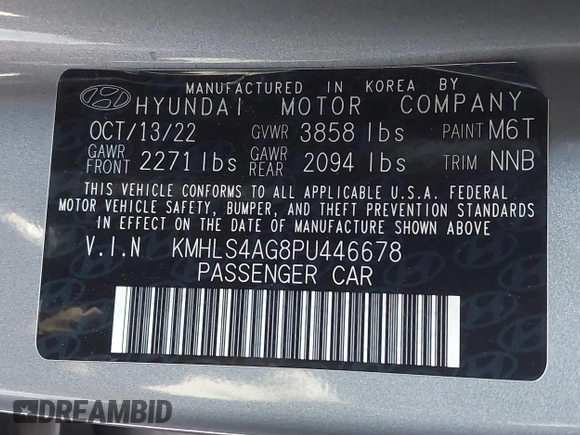 MANUFACTURED IN KOREA BY
HYUNDAI MOTOR COMPANY
OCT/13/22 GVWR 3858 lbs PAINT M6T
GAWR FRONT 2271 lbs GAWR REAR 2094 lbs TRIM NNB
THIS VEHICLE CONFORMS TO ALL APPLICABLE U.S.A. FEDERAL
MOTOR VEHICLE SAFETY, BUMPER, AND THEFT PREVENTION STANDARDS
IN EFFECT ON THE DATE OF MANUFACTURE SHOWN ABOVE
V.I.N KMHLS4AG8PU446678
PASSENGER CAR
DREAMBID